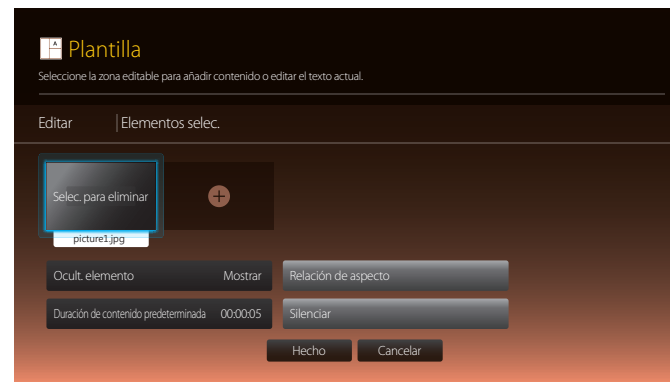 A
Plantilla
Seleccione la zona editable para añadir contenido o editar el texto actual.
Editar
Elementos selec.
Selec. para eliminar
picture1.jpg
Ocult. elemento Mostrar
Relación de aspecto
Duración de contenido predeterminada 00:00:05
Silenciar
Hecho
Cancelar